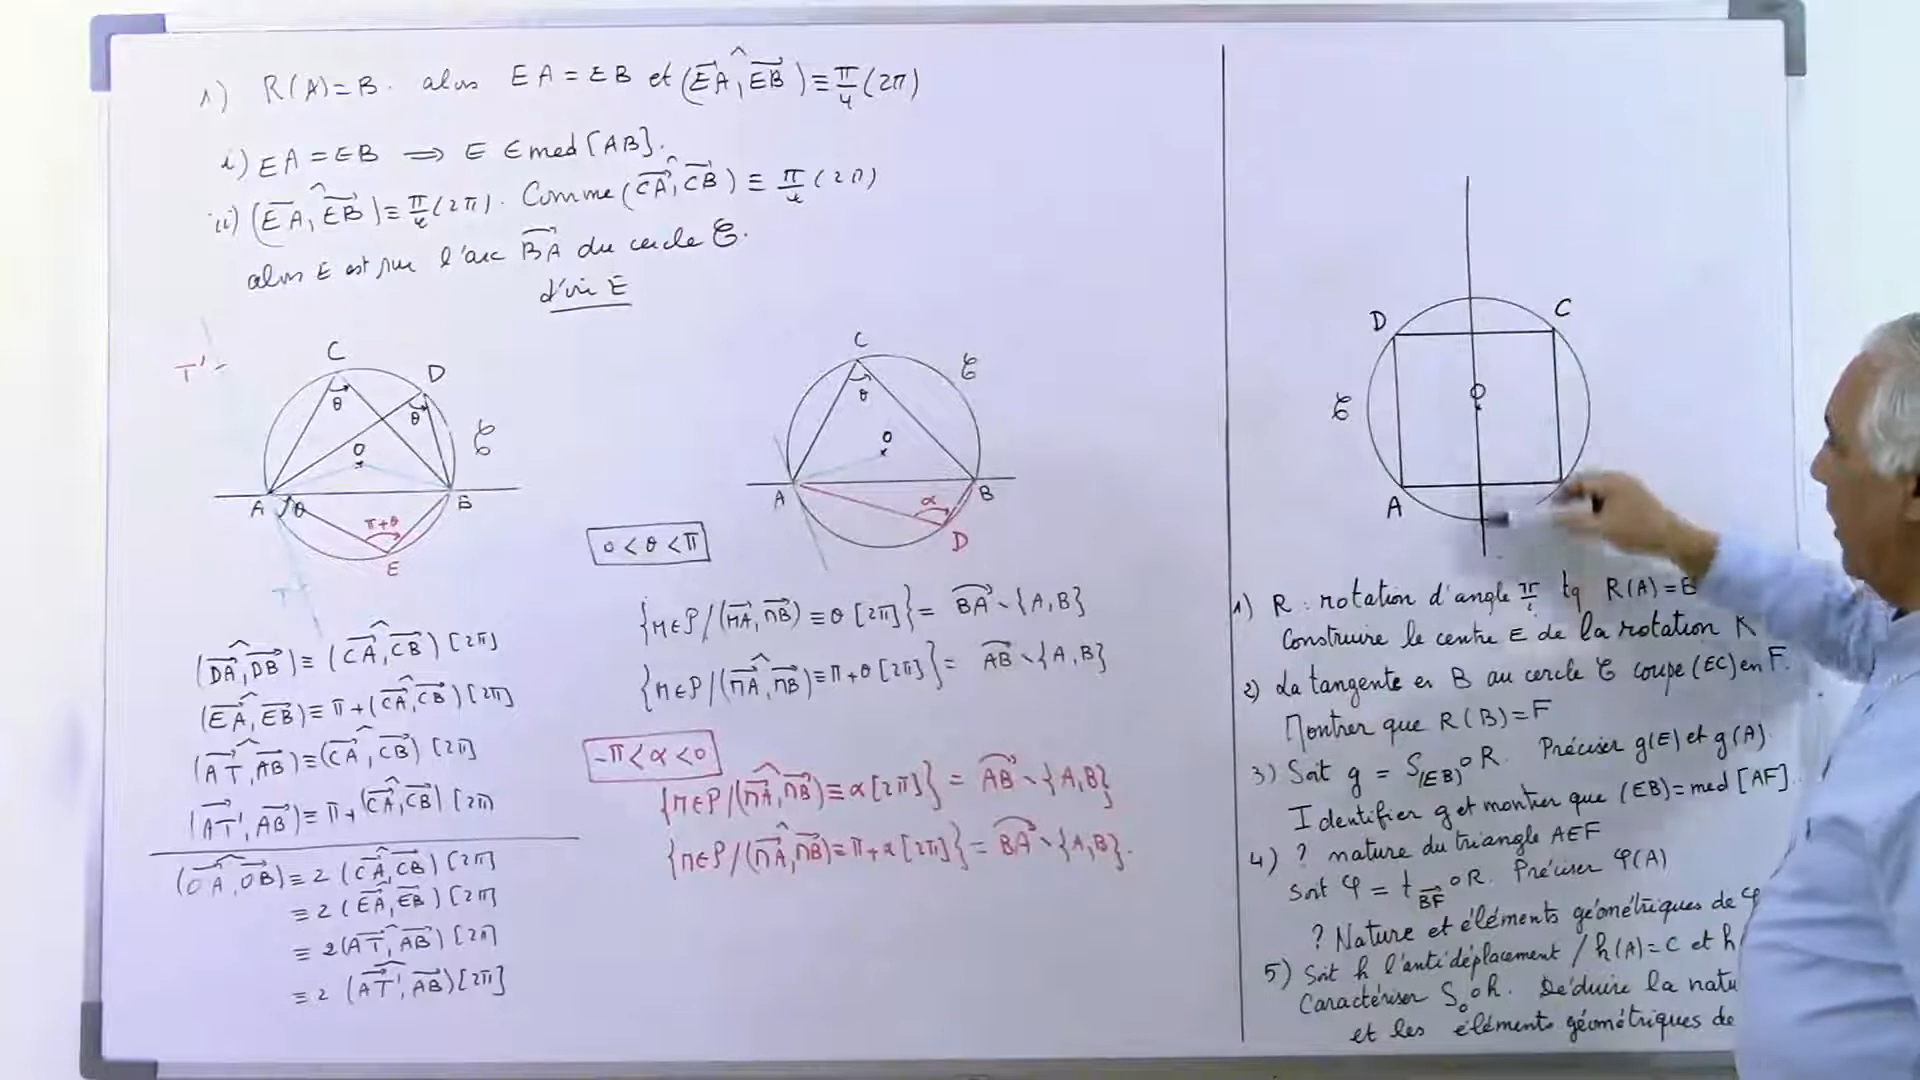 1) R(A)=B. alors EA=EB et (EA, EB)≡π/4(2π)
i) EA=EB ⟹ E ∈ med[AB].
ii) (EA, EB)≡π/4(2π). Comme (CA, CB)≡π/4(2π)
alors E est sur l'arc BA du cercle 𝒞.
d'où E
T'
C
D
θ
θ
O
𝒞
A
θ
B
π+θ
E
T
C
𝒞
θ
O
A
B
α
D
0<θ<π
{M∈P/(MA, MB)≡θ[2π]} = BA∖{A,B}
{M∈P/(MA, MB)≡π+θ[2π]} = AB∖{A,B}
-π<α<0
{M∈P/(MA, MB)≡α[2π]} = AB∖{A,B}
{M∈P/(MA, MB)≡π+α[2π]} = BA∖{A,B}.
(DA, DB)≡(CA, CB)[2π]
(EA, EB)≡π+(CA, CB)[2π]
(AT, AB)≡(CA, CB)[2π]
(AT', AB)≡π+(CA, CB)[2π]
(OA, OB)≡2(CA, CB)[2π]
≡2(EA, EB)[2π]
≡2(AT, AB)[2π]
≡2(AT', AB)[2π]
D
C
O
𝒞
A
1) R : rotation d'angle π tq R(A)=
Construire le centre E de la rotation R
2) La tangente en B au cercle 𝒞 coupe (EC) en F.
Montrer que R(B)=F
3) Soit g = S(EB)∘R. Préciser g(E) et g(A).
Identifier g et montrer que (EB)=med[AF].
4) ? nature du triangle AEF
Soit φ = t BF ∘R. Préciser φ(A)
? Nature et éléments géométriques de φ
5) Soit h l'antidéplacement / h(A)=C et h
Caractériser So∘h. Déduire la natu
et les éléments géométriques de